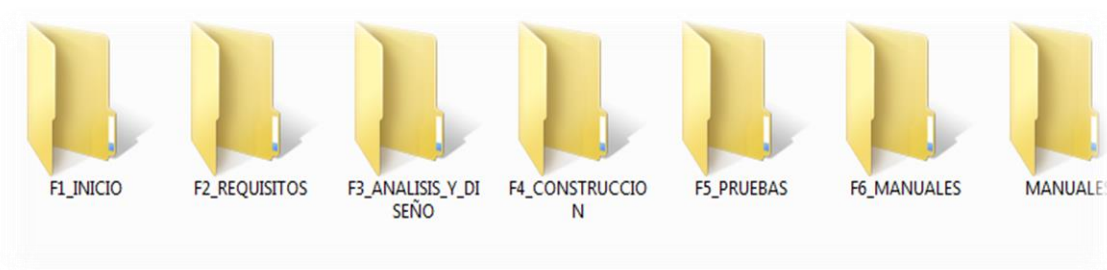 F1_INICIO
F2_REQUISITOS
F3_ANALISIS_Y_DI
SEÑO
F4_CONSTRUCCIO
N
F5_PRUEBAS
F6_MANUALES
MANUALES